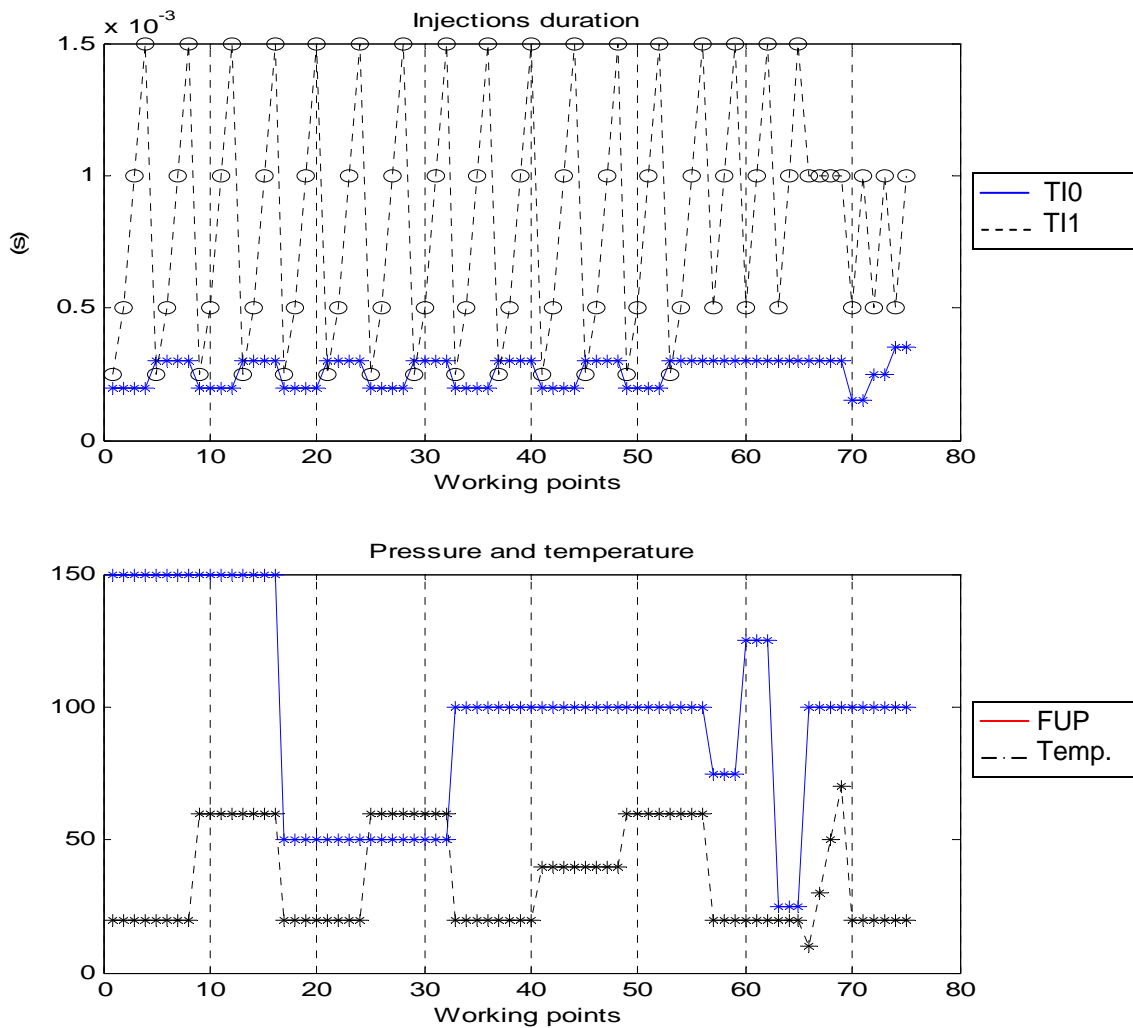 Injections duration
x 10-3
1.5
1
0.5
0
(s)
0 10 20 30 40 50 60 70 80
Working points
TI0
TI1
Pressure and temperature
150
100
50
0
0 10 20 30 40 50 60 70 80
Working points
FUP
Temp.